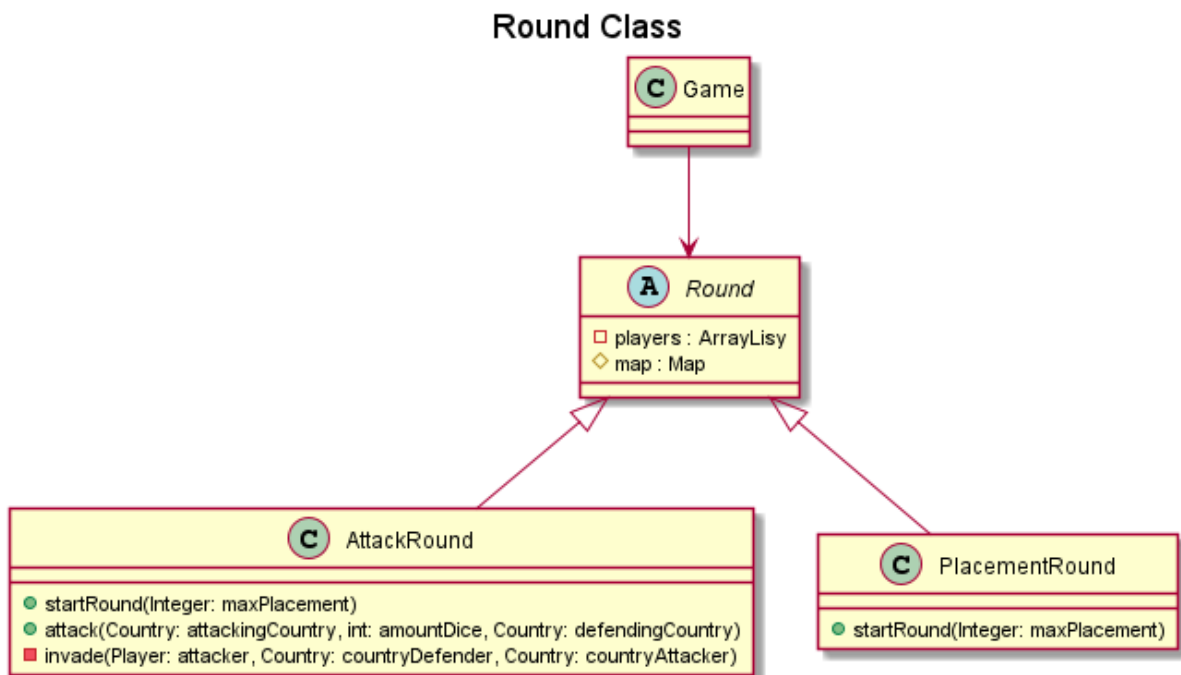 Round Class
C Game
A Round
players : ArrayLisy
map : Map
C AttackRound
startRound(Integer: maxPlacement)
attack(Country: attackingCountry, int: amountDice, Country: defendingCountry)
invade(Player: attacker, Country: countryDefender, Country: countryAttacker)
C PlacementRound
startRound(Integer: maxPlacement)